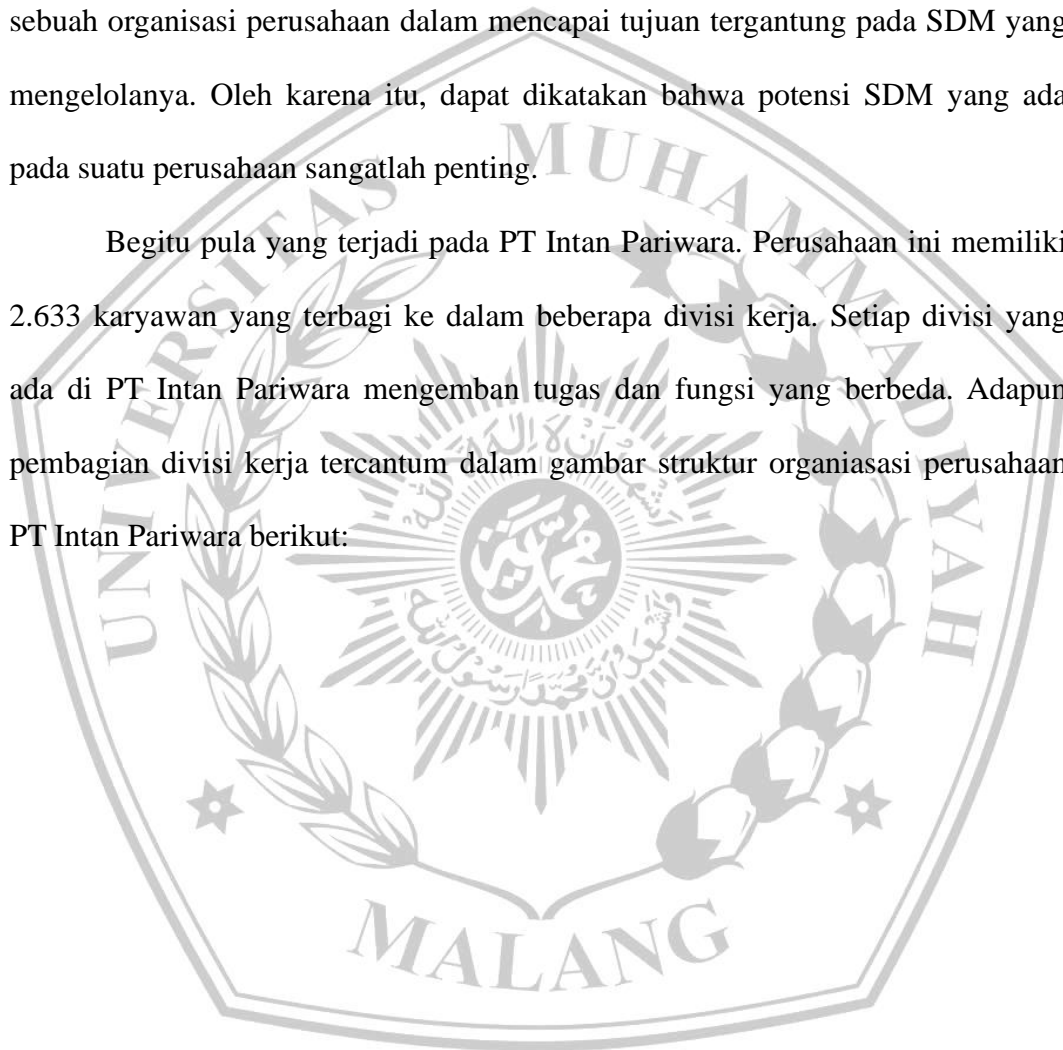 sebuah organisasi perusahaan dalam mencapai tujuan tergantung pada SDM yang
mengelolanya. Oleh karena itu, dapat dikatakan bahwa potensi SDM yang ada
pada suatu perusahaan sangatlah penting.
Begitu pula yang terjadi pada PT Intan Pariwara. Perusahaan ini memiliki
2.633 karyawan yang terbagi ke dalam beberapa divisi kerja. Setiap divisi yang
ada di PT Intan Pariwara mengemban tugas dan fungsi yang berbeda. Adapun
pembagian divisi kerja tercantum dalam gambar struktur organiasasi perusahaan
PT Intan Pariwara berikut:
UNIVERSITAS MUHAMMADIYAH
MALANG